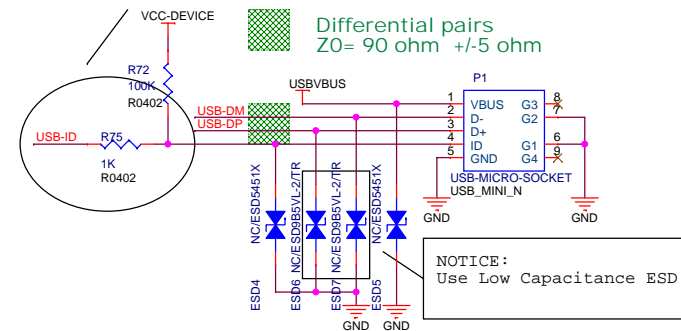 VCC-DEVICE
Differential pairs
Z0= 90 ohm +/-5 ohm
R72
100K
R0402
USBVBUS
P1
USB-DM
USB-DP
USB-ID
R75
1K
R0402
1 VBUS G3 8
2 D- G2 7
3 D+
4 ID G1 6
5 GND G4 9
USB-MICRO-SOCKET
USB_MINI_N
GND
GND
NC/ESD5451X
NC/ESD9B5VL-2/TR
NC/ESD9B5VL-2/TR
NC/ESD5451X
ESD4
ESD6
ESD7
ESD5
GND
GND
NOTICE:
Use Low Capacitance ESD